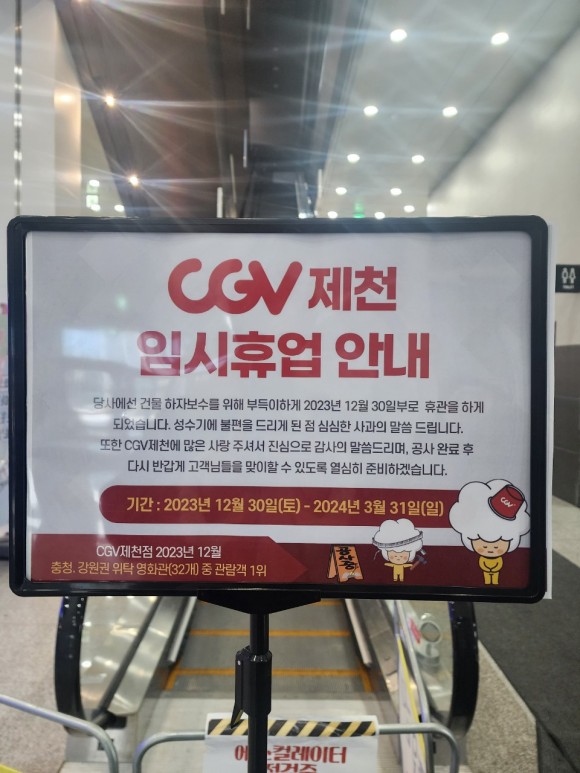 CGV 제천
임시휴업 안내
당사에선 건물 하자보수를 위해 부득이하게 2023년 12월 30일부로 휴관을 하게
되었습니다. 성수기에 불편을 드리게 된 점 심심한 사과의 말씀 드립니다.
또한 CGV제천에 많은 사랑 주셔서 진심으로 감사의 말씀드리며, 공사 완료 후
다시 반갑게 고객님들을 맞이할 수 있도록 열심히 준비하겠습니다.
기간 : 2023년 12월 30일(토) - 2024년 3월 31일(일)
CGV
CGV제천점 2023년 12월
충청. 강원권 위탁 영화관(32개) 중 관람객 1위
공사중
에스컬레이터